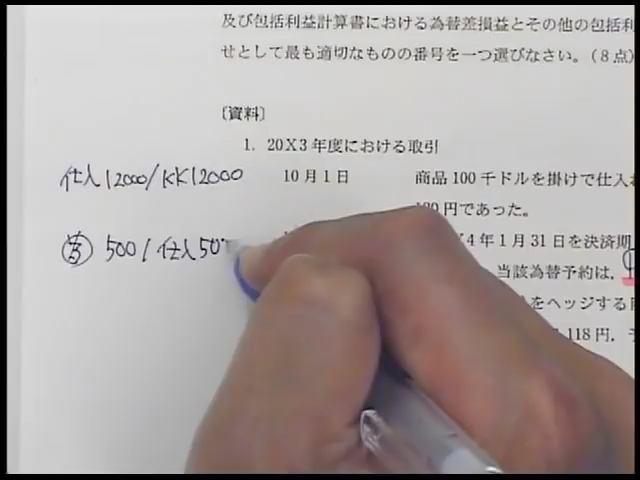 及び包括利益計算書における為替差損益とその他の包括利
せとして最も適切なものの番号を一つ選びなさい。(8点)
〔資料〕
1. 20X3年度における取引
仕入12000/KK12000
10月1日
商品100千ドルを掛けで仕入れ
円であった。
500/仕入50
4年1月31日を決済期
当該為替予約は,
をヘッジする
118円,